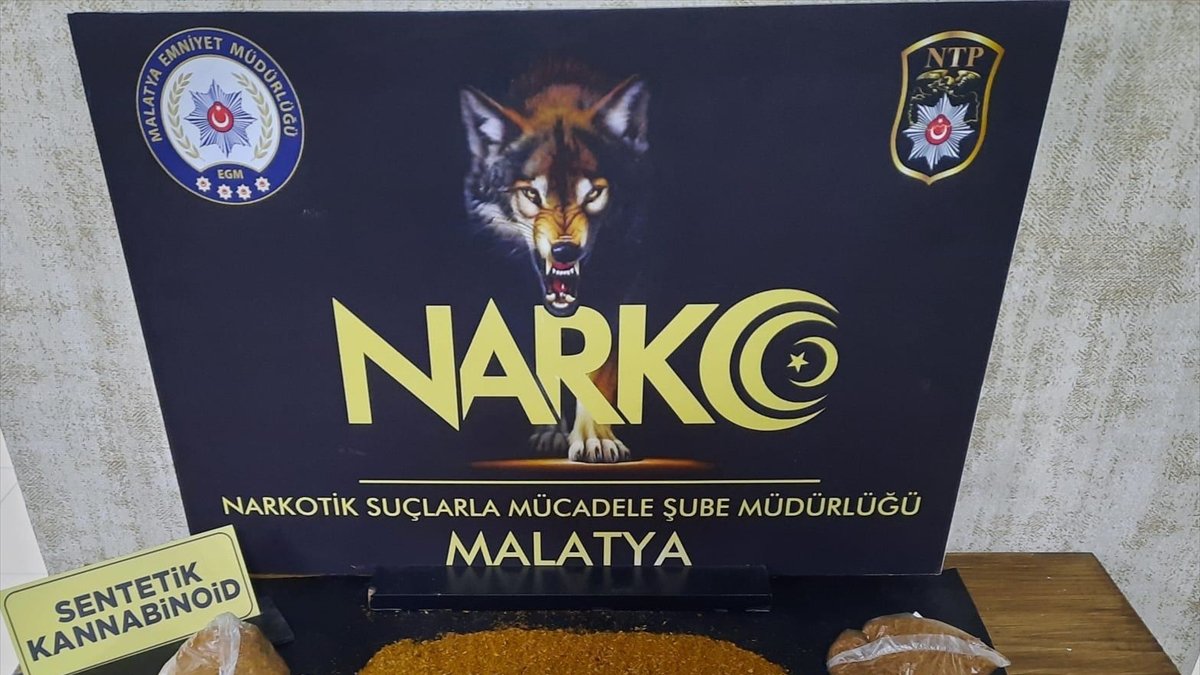 MALATYA EMNİYET MÜDÜRLÜĞÜ
EGM
NTP
NARKO
NARKOTİK SUÇLARLA MÜCADELE ŞUBE MÜDÜRLÜĞÜ
MALATYA
SENTETİK
KANNABİNOİD